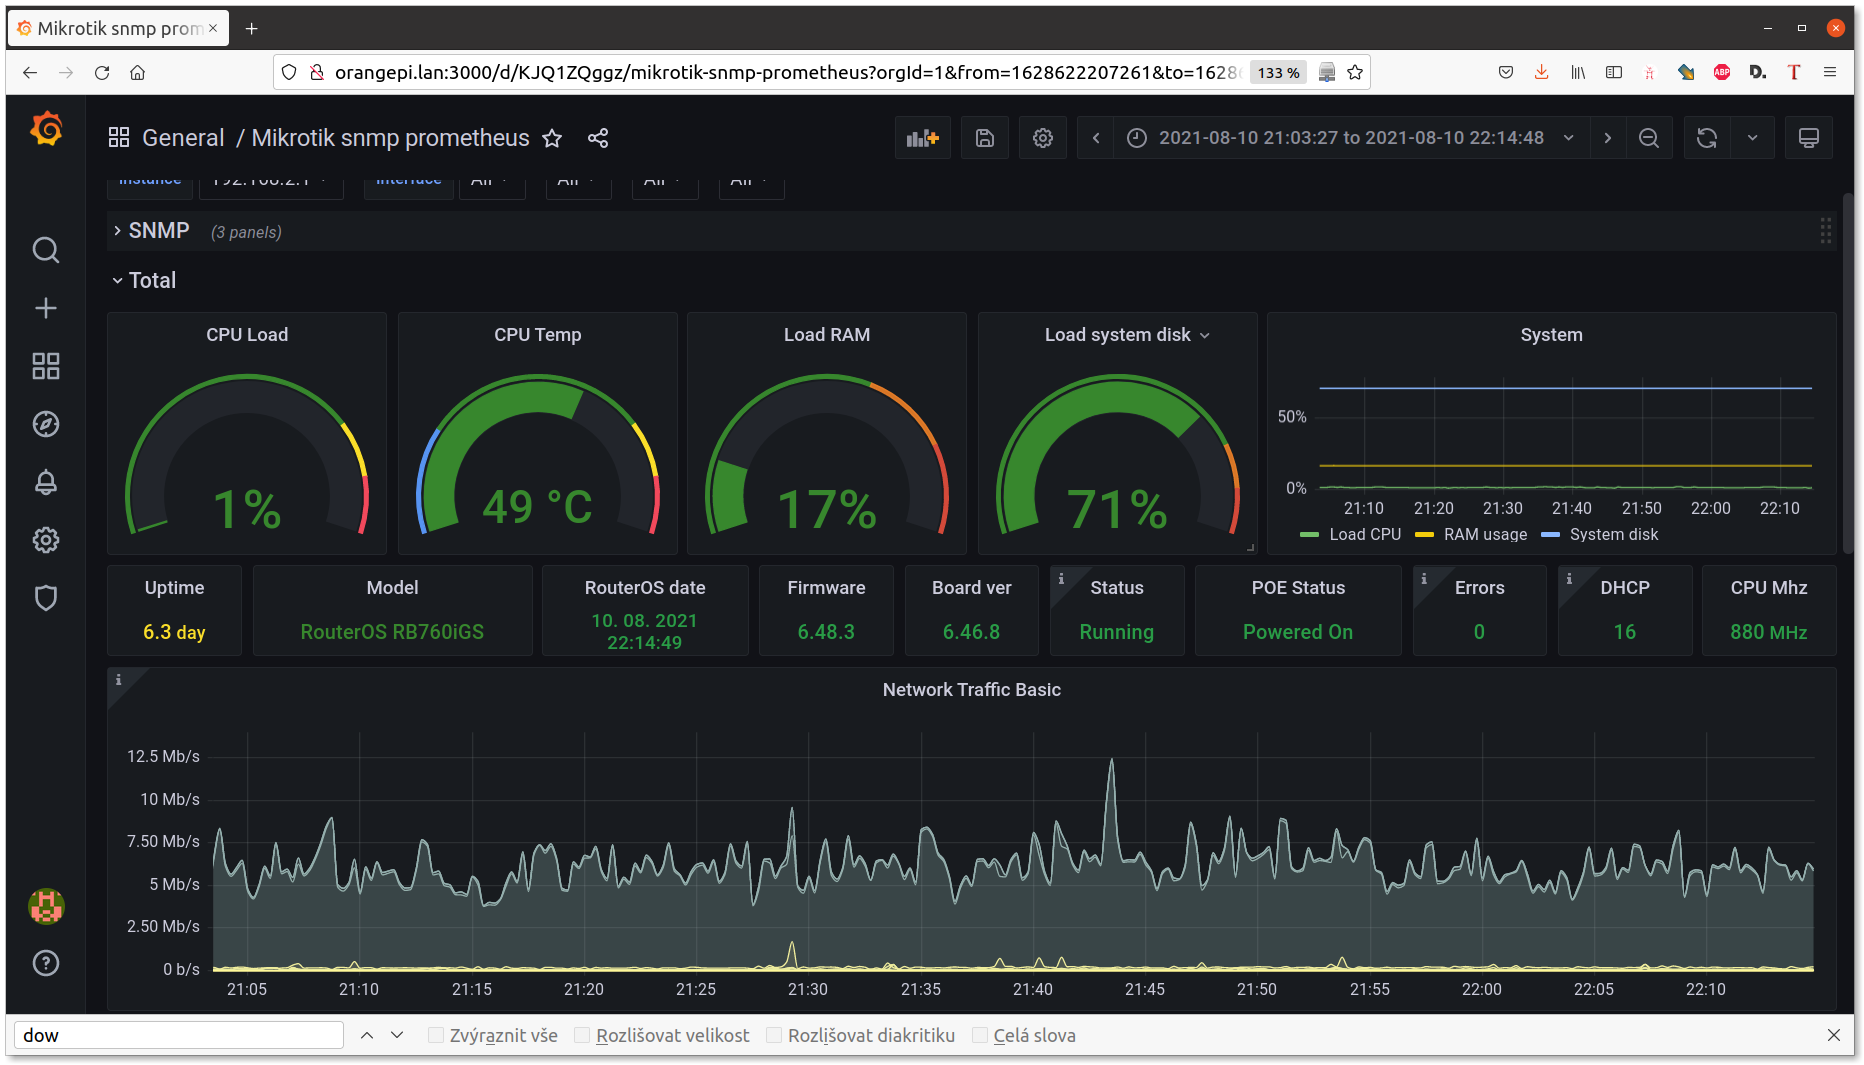 Mikrotik snmp prom
orangepi.lan:3000/d/KJQ1ZQggz/mikrotik-snmp-prometheus?orgId=1&from=1628622207261&to=1628
133 %
ABP
D.
T
General / Mikrotik snmp prometheus
2021-08-10 21:03:27 to 2021-08-10 22:14:48
Instance 192.168.2.1 Interface All All All All
SNMP (3 panels)
Total
CPU Load
1%
CPU Temp
49 °C
Load RAM
17%
Load system disk
71%
System
50%
0%
21:10 21:20 21:30 21:40 21:50 22:00 22:10
Load CPU RAM usage System disk
Uptime
6.3 day
Model
RouterOS RB760iGS
RouterOS date
10. 08. 2021
22:14:49
Firmware
6.48.3
Board ver
6.46.8
Status
Running
POE Status
Powered On
Errors
0
DHCP
16
CPU Mhz
880 MHz
Network Traffic Basic
12.5 Mb/s
10 Mb/s
7.50 Mb/s
5 Mb/s
2.50 Mb/s
0 b/s
21:05 21:10 21:15 21:20 21:25 21:30 21:35 21:40 21:45 21:50 21:55 22:00 22:05 22:10
dow
Zvýraznit vše Rozlišovat velikost Rozlišovat diakritiku Celá slova